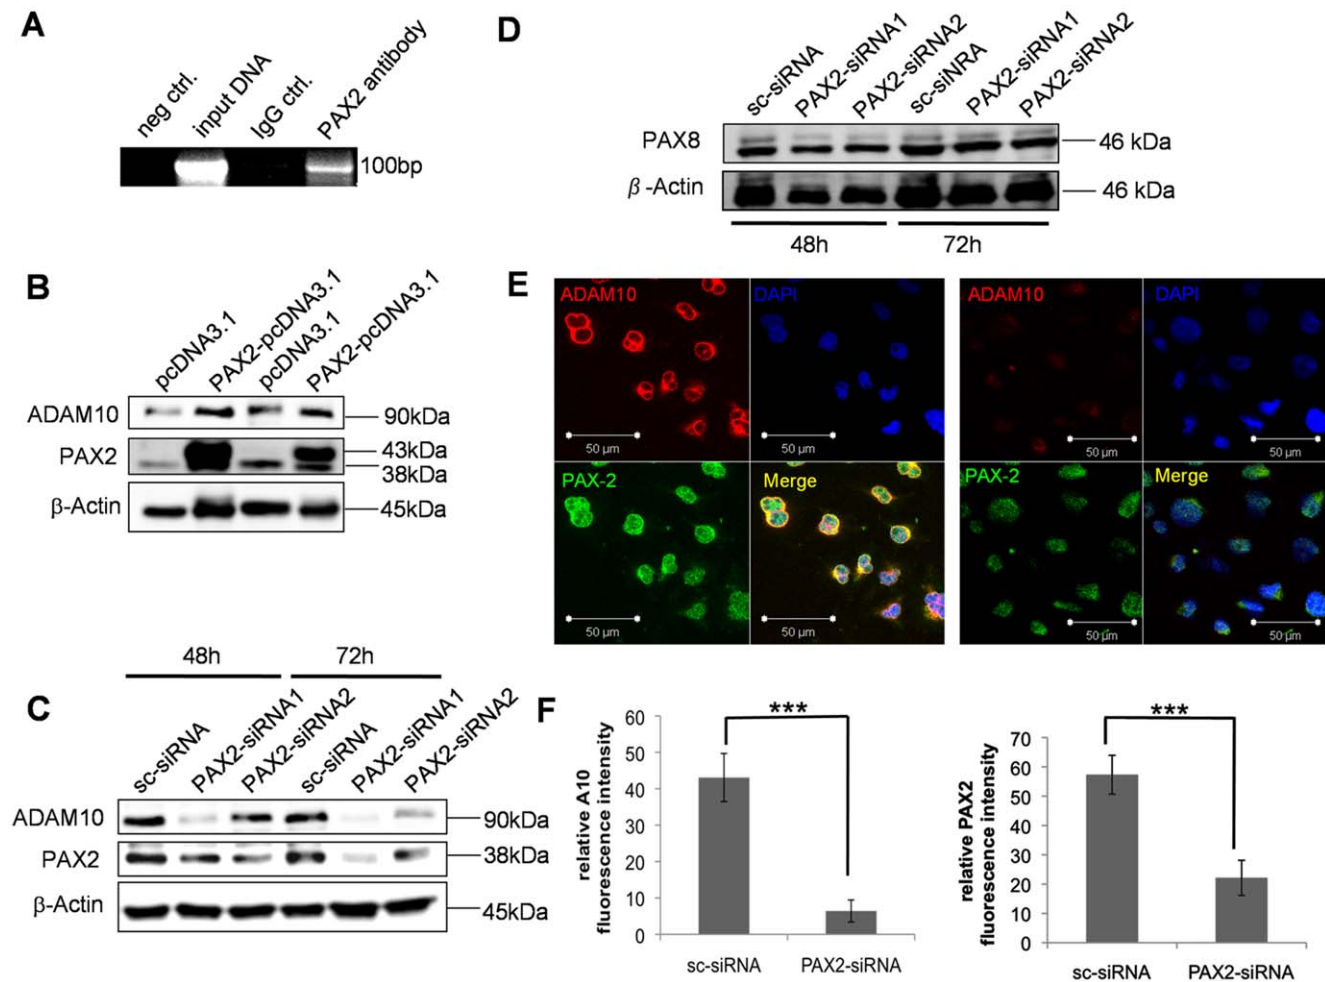 A
neg ctrl.
input DNA
IgG ctrl.
PAX2 antibody
100bp
B
pcDNA3.1
PAX2-pcDNA3.1
pcDNA3.1
PAX2-pcDNA3.1
ADAM10
90kDa
PAX2
43kDa
38kDa
β-Actin
45kDa
48h
72h
C
sc-siRNA
PAX2-siRNA1
PAX2-siRNA2
sc-siRNA
PAX2-siRNA1
PAX2-siRNA2
ADAM10
90kDa
PAX2
38kDa
β-Actin
45kDa
D
sc-siRNA
PAX2-siRNA1
PAX2-siRNA2
sc-siNRA
PAX2-siRNA1
PAX2-siRNA2
PAX8
46 kDa
β-Actin
46 kDa
48h
72h
E
ADAM10
DAPI
50 µm
50 µm
PAX-2
Merge
50 µm
50 µm
ADAM10
DAPI
50 µm
50 µm
PAX-2
Merge
50 µm
50 µm
F
relative A10
fluorescence intensity
60
50
40
30
20
10
0
***
sc-siRNA
PAX2-siRNA
relative PAX2
fluorescence intensity
70
60
50
40
30
20
10
0
***
sc-siRNA
PAX2-siRNA